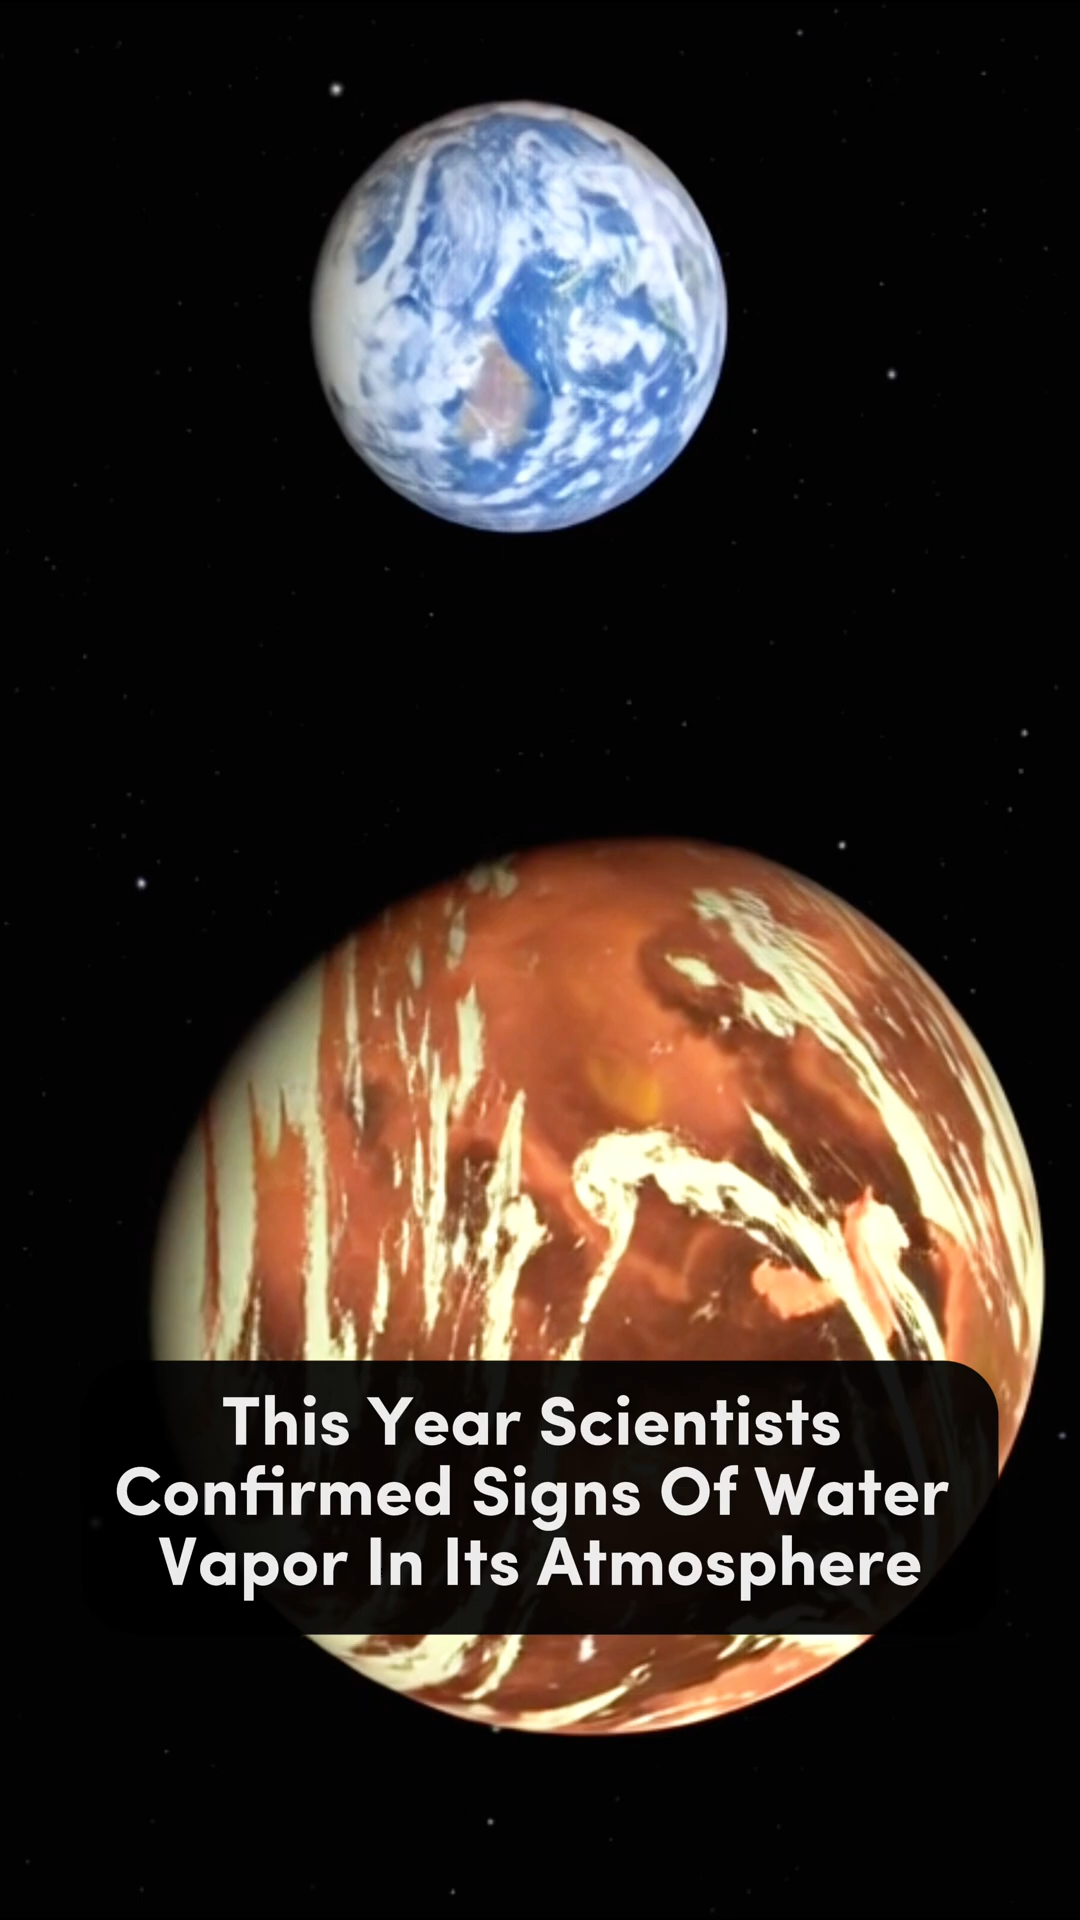 This Year Scientists
Confirmed Signs Of Water
Vapor In Its Atmosphere